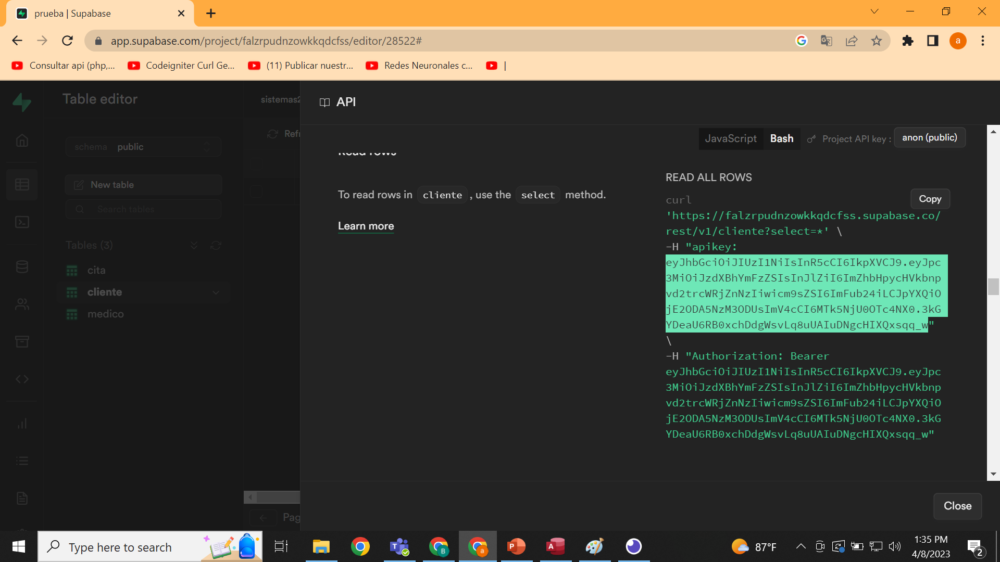 prueba | Supabase
app.supabase.com/project/falzrpudnzowkkqdcfss/editor/28522#
Consultar api (php,...
Codeigniter Curl Ge...
(11) Publicar nuestr...
Redes Neuronales c...
|
Table editor
sistemas2
API
schema public
Refr
JavaScript Bash Project API key : anon (public)
Read rows
New table
Search tables
READ ALL ROWS
To read rows in cliente , use the select method.
Learn more
Copy
curl
'https://falzrpudnzowkkqdcfss.supabase.co/
rest/v1/cliente?select=*' \
-H "apikey:
eyJhbGciOiJIUzI1NiIsInR5cCI6IkpXVCJ9.eyJpc
3MiOiJzdXBhYmFzZSIsInJlZiI6ImZhbHpycHVkbnp
vd2trcWRjZnNzIiwicm9sZSI6ImFub24iLCJpYXQiO
jE2ODA5NzM3ODUsImV4cCI6MTk5NjU0OTc4NX0.3kG
YDeaU6RB0xchDdgWsvLq8uUAIuDNgcHIXQxsqq_w"
\
-H "Authorization: Bearer
eyJhbGciOiJIUzI1NiIsInR5cCI6IkpXVCJ9.eyJpc
3MiOiJzdXBhYmFzZSIsInJlZiI6ImZhbHpycHVkbnp
vd2trcWRjZnNzIiwicm9sZSI6ImFub24iLCJpYXQiO
jE2ODA5NzM3ODUsImV4cCI6MTk5NjU0OTc4NX0.3kG
YDeaU6RB0xchDdgWsvLq8uUAIuDNgcHIXQxsqq_w"
Tables (3)
cita
cliente
medico
Pag
Close
Type here to search
87°F
1:35 PM
4/8/2023
2